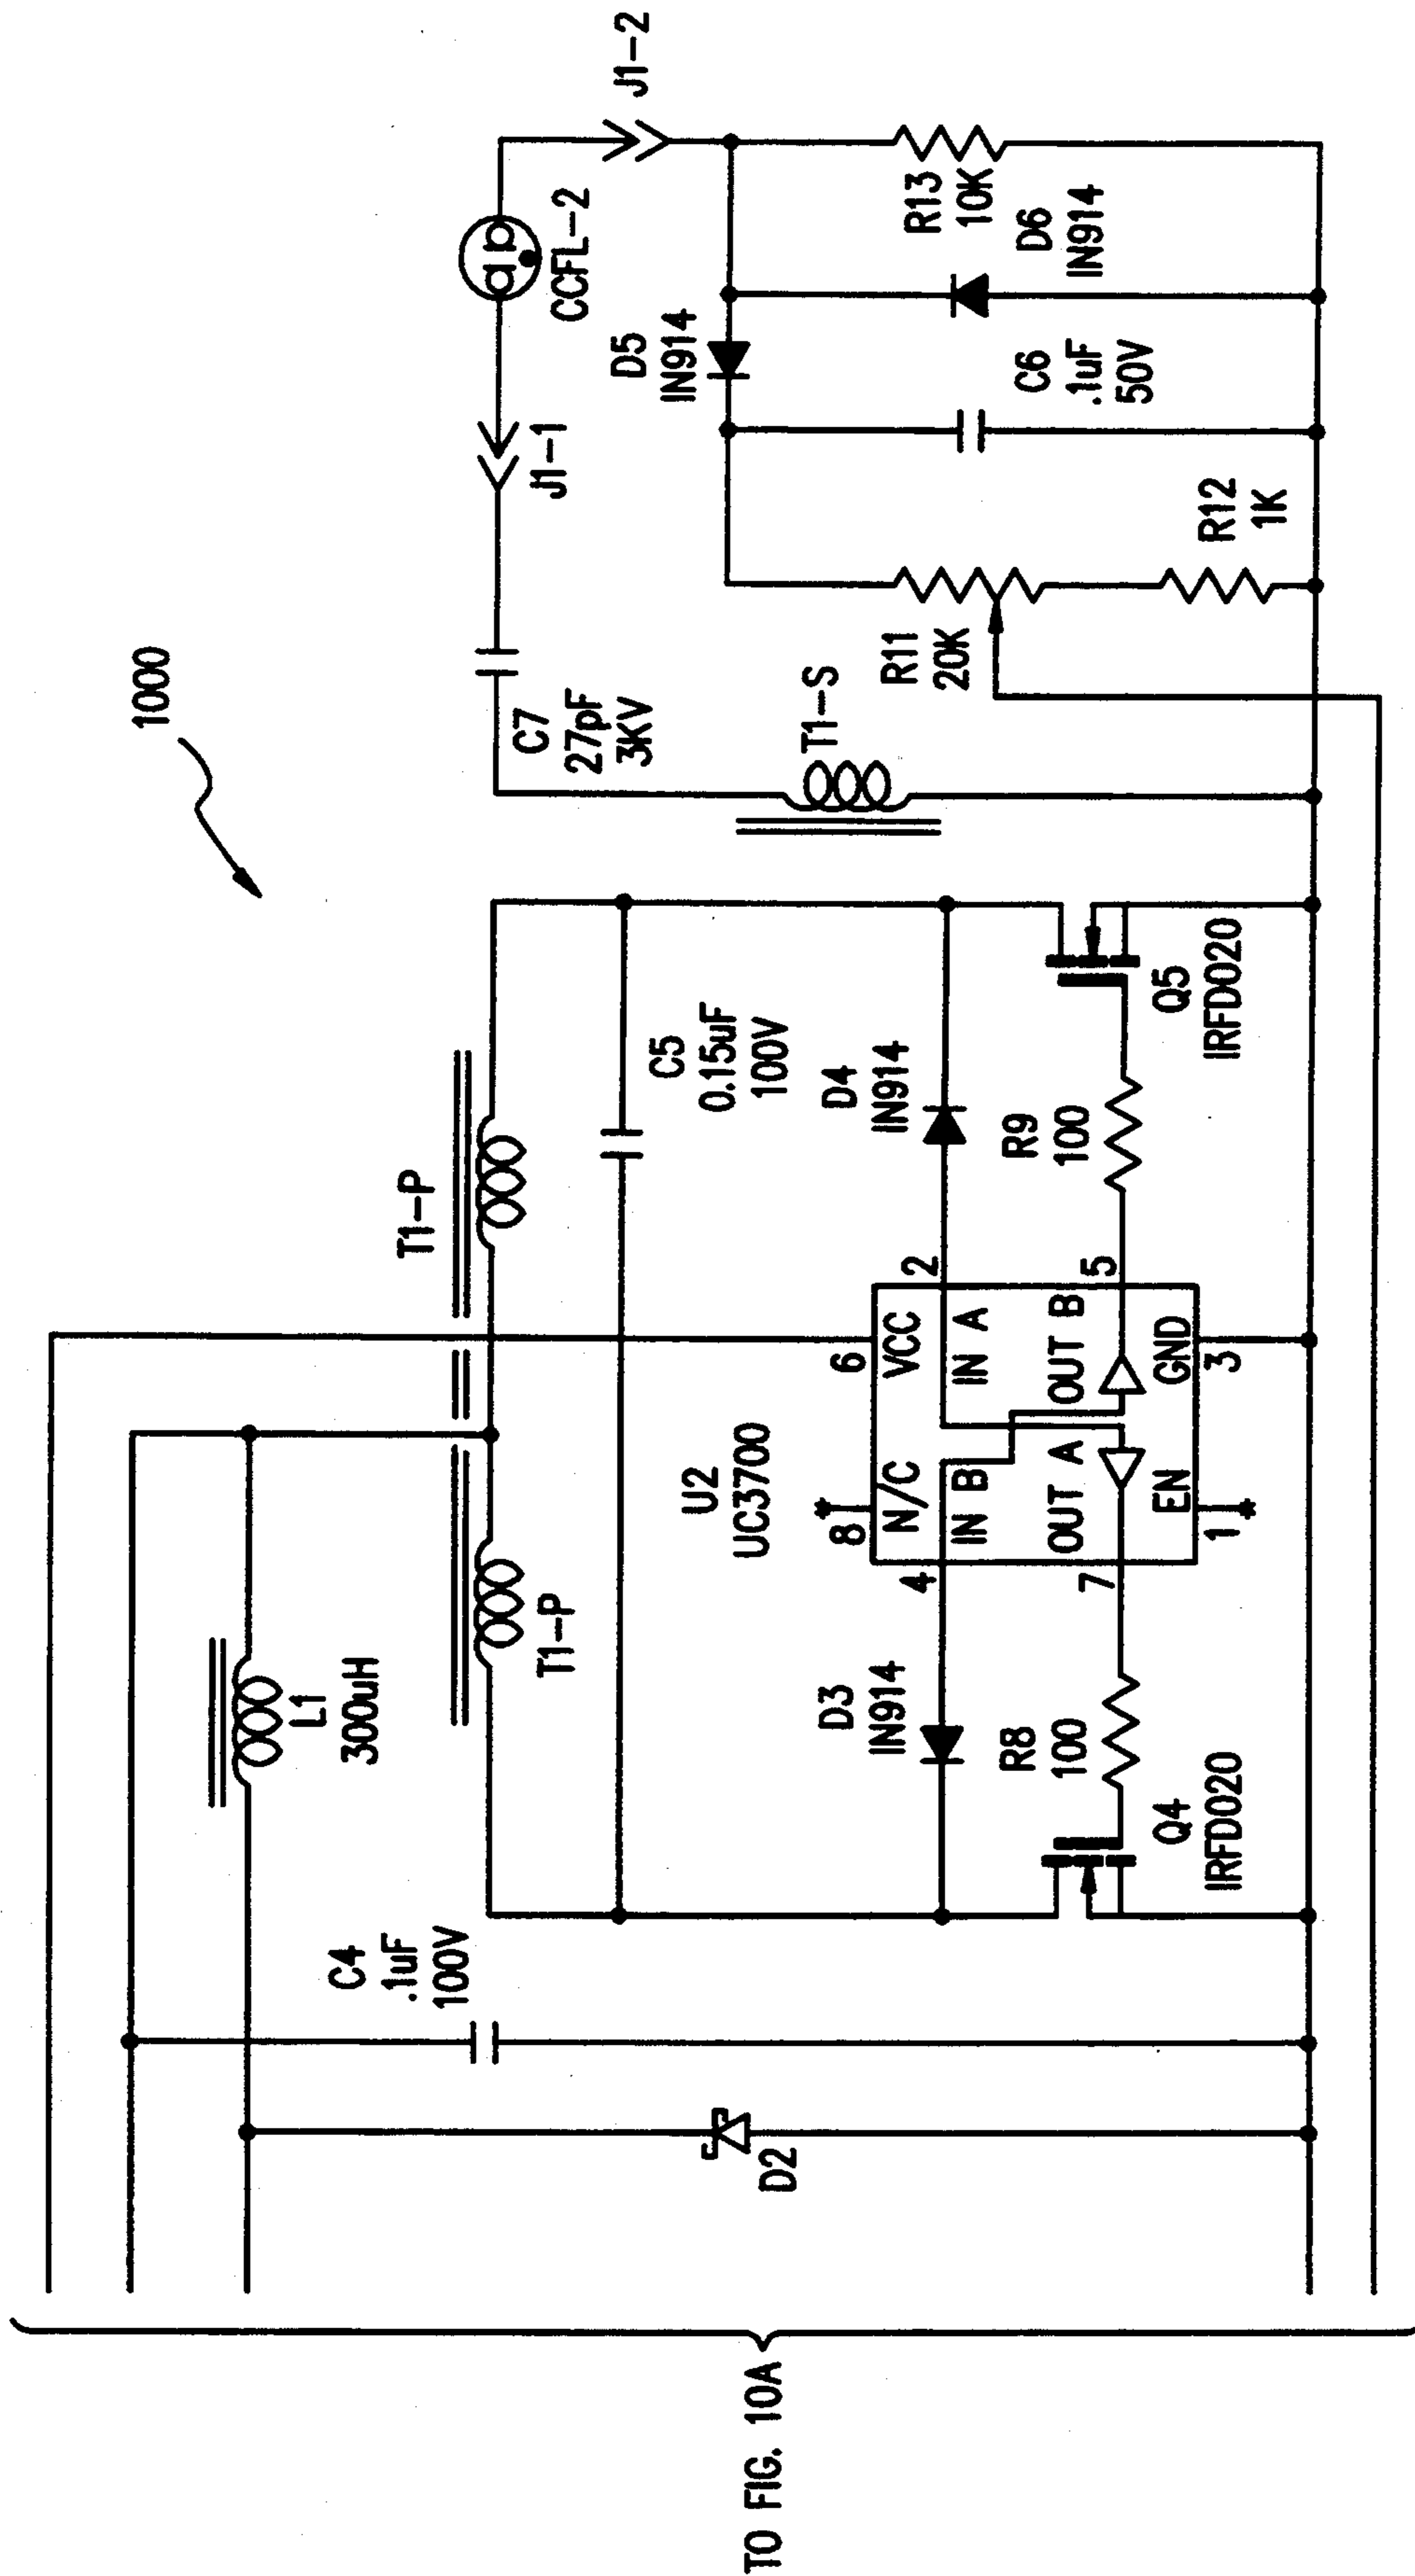 1000
T1-P
L1
300uH
T1-P
C4
.1uF
100V
D2
C5
0.15uF
100V
U2
UC3700
8
N/C
6
VCC
4
IN B
2
IN A
7
OUT A
5
OUT B
1
EN
3
GND
D3
IN914
D4
IN914
R8
100
R9
100
Q4
IRFD020
Q5
IRFD020
C7
27pF
3KV
T1-S
J1-1
CCFL-2
J1-2
D5
IN914
R11
20K
R12
1K
C6
.1uF
50V
D6
IN914
R13
10K
TO FIG. 10A